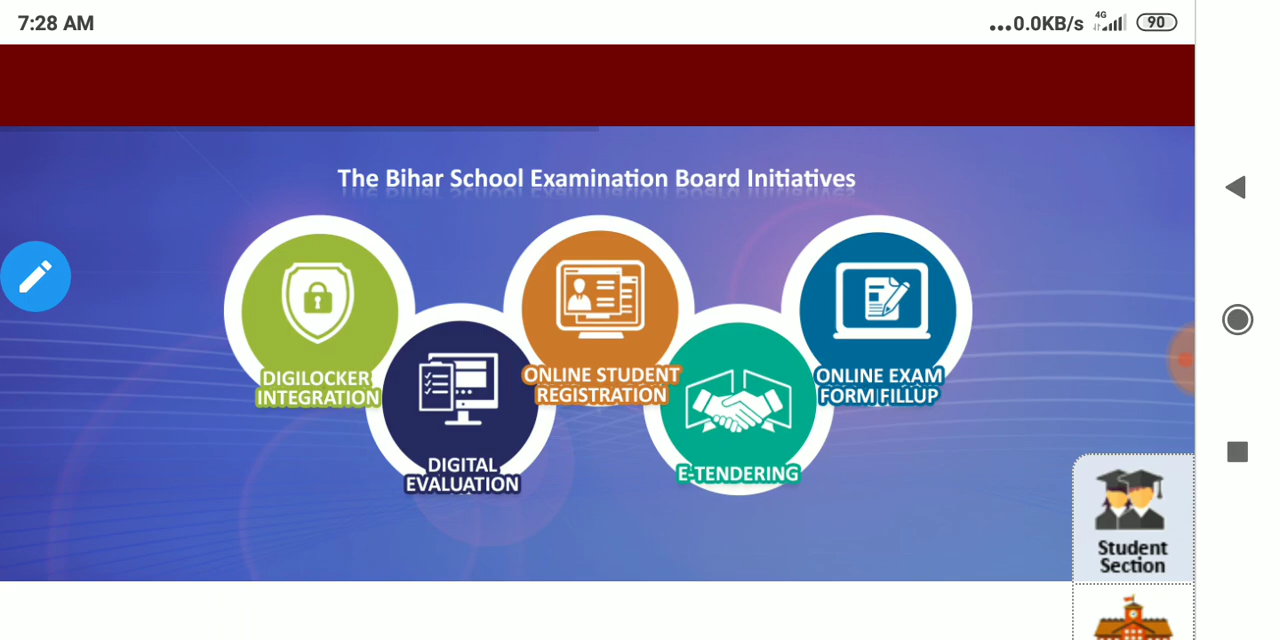 7:28 AM
...0.0KB/s 4G 90
The Bihar School Examination Board Initiatives
DIGILOCKER
INTEGRATION
DIGITAL
EVALUATION
ONLINE STUDENT
REGISTRATION
E-TENDERING
ONLINE EXAM
FORM FILLUP
Student
Section